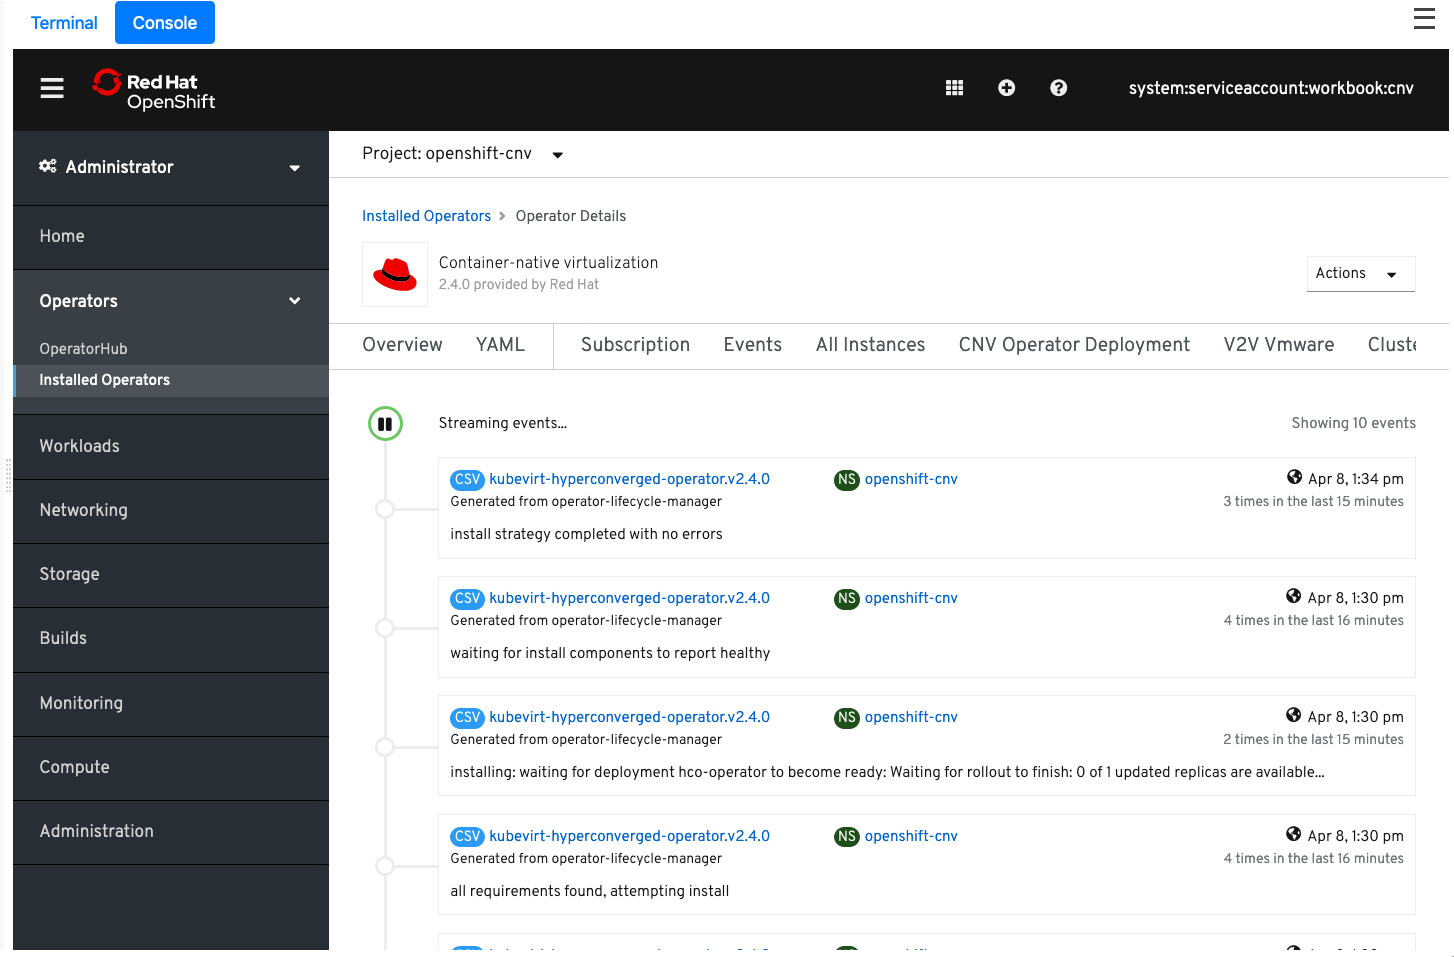 Terminal
Console
Red Hat
OpenShift
system:serviceaccount:workbook:cnv
Administrator
Home
Operators
OperatorHub
Installed Operators
Workloads
Networking
Storage
Builds
Monitoring
Compute
Administration
Project: openshift-cnv
Installed Operators > Operator Details
Container-native virtualization
2.4.0 provided by Red Hat
Actions
Overview YAML Subscription Events All Instances CNV Operator Deployment V2V Vmware Cluste
Streaming events...
Showing 10 events
CSV kubevirt-hyperconverged-operator.v2.4.0 NS openshift-cnv Apr 8, 1:34 pm
Generated from operator-lifecycle-manager 3 times in the last 15 minutes
install strategy completed with no errors
CSV kubevirt-hyperconverged-operator.v2.4.0 NS openshift-cnv Apr 8, 1:30 pm
Generated from operator-lifecycle-manager 4 times in the last 16 minutes
waiting for install components to report healthy
CSV kubevirt-hyperconverged-operator.v2.4.0 NS openshift-cnv Apr 8, 1:30 pm
Generated from operator-lifecycle-manager 2 times in the last 15 minutes
installing: waiting for deployment hco-operator to become ready: Waiting for rollout to finish: 0 of 1 updated replicas are available...
CSV kubevirt-hyperconverged-operator.v2.4.0 NS openshift-cnv Apr 8, 1:30 pm
Generated from operator-lifecycle-manager 4 times in the last 16 minutes
all requirements found, attempting install